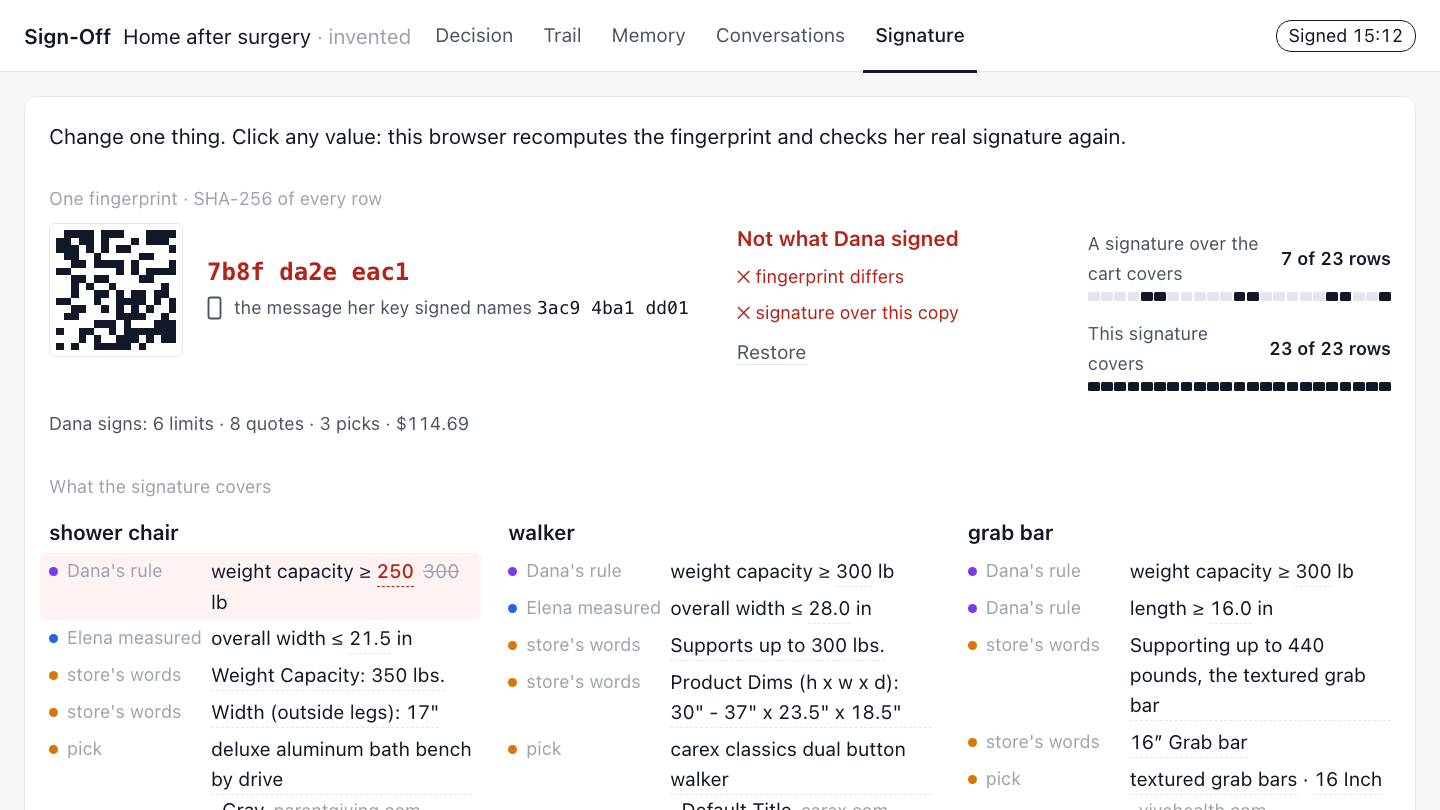 Sign-Off Home after surgery · invented Decision Trail Memory Conversations Signature Signed 15:12
Change one thing. Click any value: this browser recomputes the fingerprint and checks her real signature again.
One fingerprint · SHA-256 of every row
7b8f da2e eac1
the message her key signed names 3ac9 4ba1 dd01
Not what Dana signed
× fingerprint differs
× signature over this copy
Restore
A signature over the
cart covers
7 of 23 rows
This signature
covers
23 of 23 rows
Dana signs: 6 limits · 8 quotes · 3 picks · $114.69
What the signature covers
shower chair
Dana's rule weight capacity ≥ 250 300
lb
Elena measured overall width ≤ 21.5 in
store's words Weight Capacity: 350 lbs.
store's words Width (outside legs): 17"
pick deluxe aluminum bath bench
by drive
· Gray parentgiving.com
walker
Dana's rule weight capacity ≥ 300 lb
Elena measured overall width ≤ 28.0 in
store's words Supports up to 300 lbs.
store's words Product Dims (h x w x d):
30" - 37" x 23.5" x 18.5"
pick carex classics dual button
walker
· Default Title carex.com
grab bar
Dana's rule weight capacity ≥ 300 lb
Dana's rule length ≥ 16.0 in
store's words Supporting up to 440
pounds, the textured grab
bar
store's words 16” Grab bar
pick textured grab bars · 16 Inch
vivehealth.com